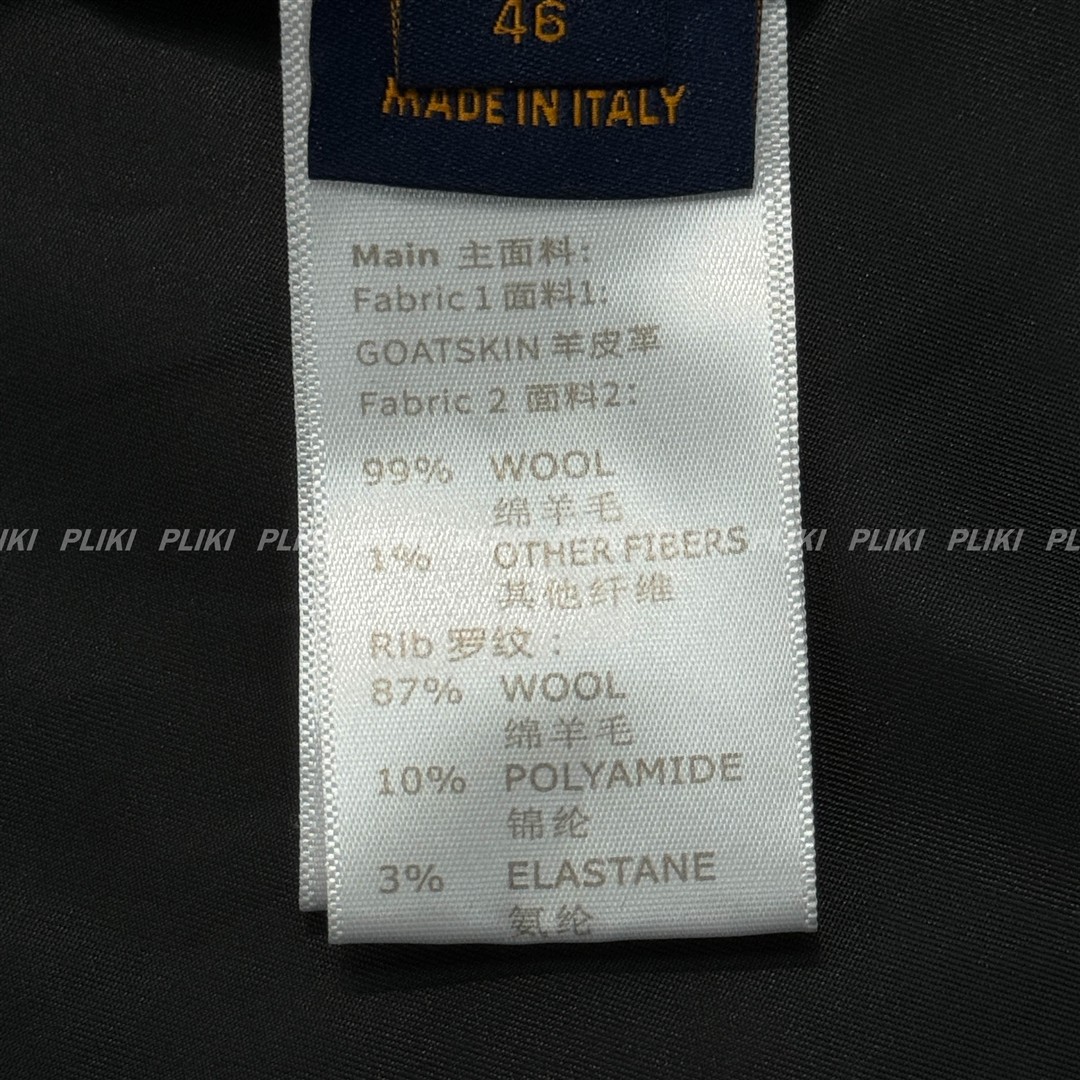 46
MADE IN ITALY
Main 主面料:
Fabric 1 面料1:
GOATSKIN 羊皮革
Fabric 2 面料2:
99% WOOL
绵羊毛
PLIKI PLIKI PLIKI PLIKI
1% OTHER FIBERS
其他纤维
Rib 罗纹 :
87% WOOL
绵羊毛
10% POLYAMIDE
锦纶
3% ELASTANE
氨纶